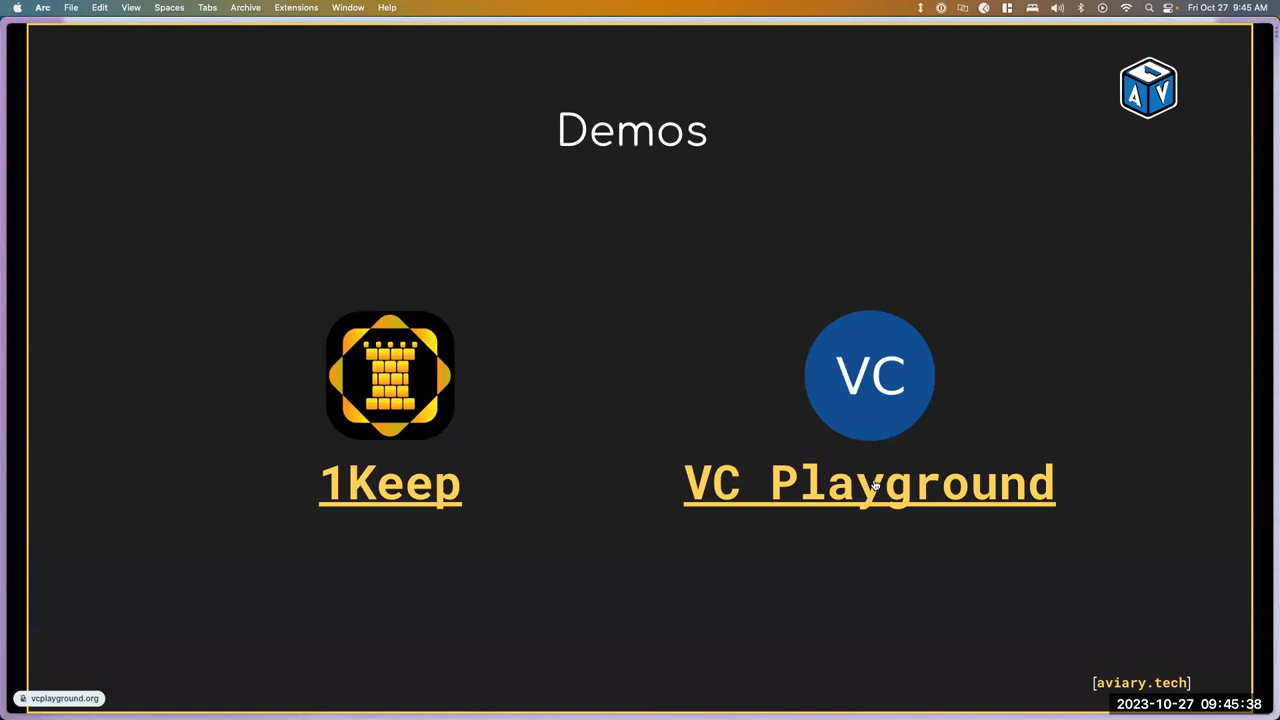 Arc File Edit View Spaces Tabs Archive Extensions Window Help Fri Oct 27 9:45 AM
AV
Demos
VC
1Keep VC Playground
vcplayground.org
[aviary.tech]
2023-10-27 09:45:38